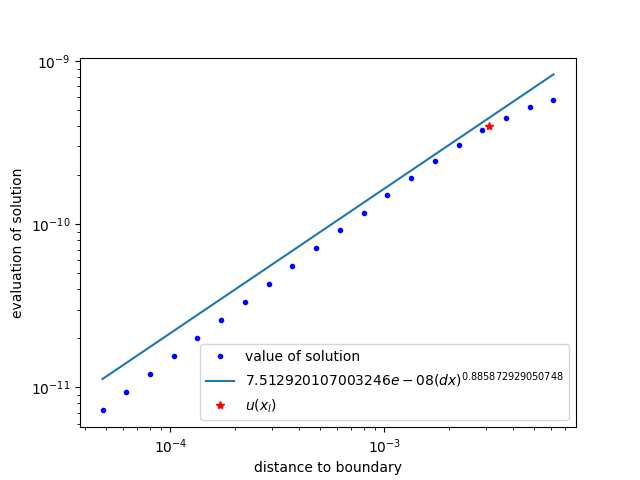 10⁻⁹
10⁻¹⁰
10⁻¹¹
evaluation of solution
value of solution
7.512920107003246e − 08(dx)^0.885872929050748
u(x_l)
10⁻⁴
10⁻³
distance to boundary